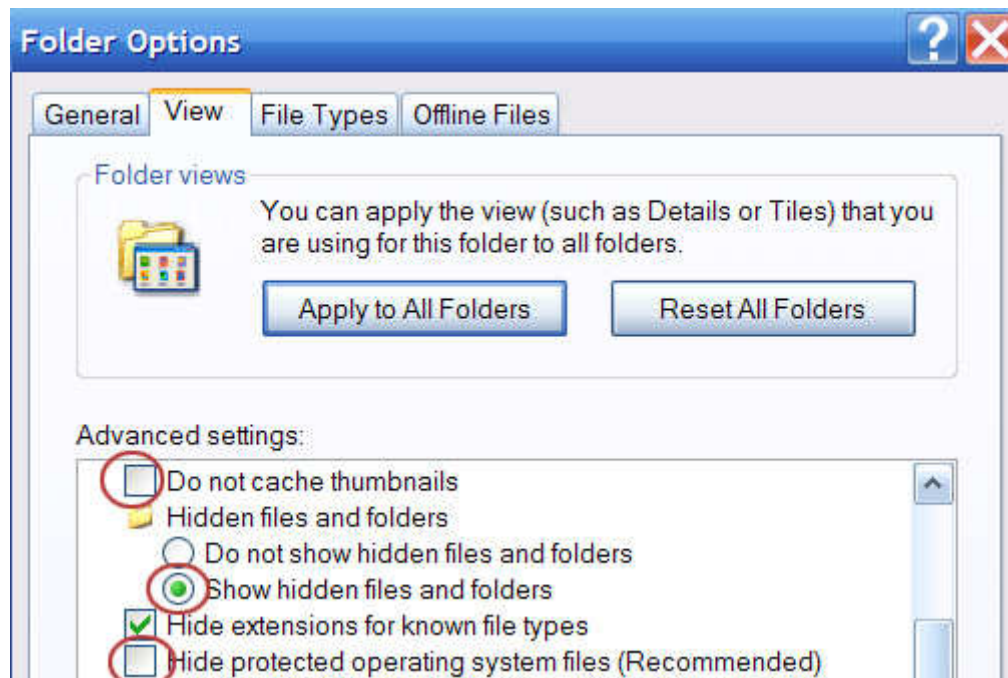 Folder Options
General View File Types Offline Files
Folder views
You can apply the view (such as Details or Tiles) that you
are using for this folder to all folders.
Apply to All Folders Reset All Folders
Advanced settings:
Do not cache thumbnails
Hidden files and folders
Do not show hidden files and folders
Show hidden files and folders
Hide extensions for known file types
Hide protected operating system files (Recommended)